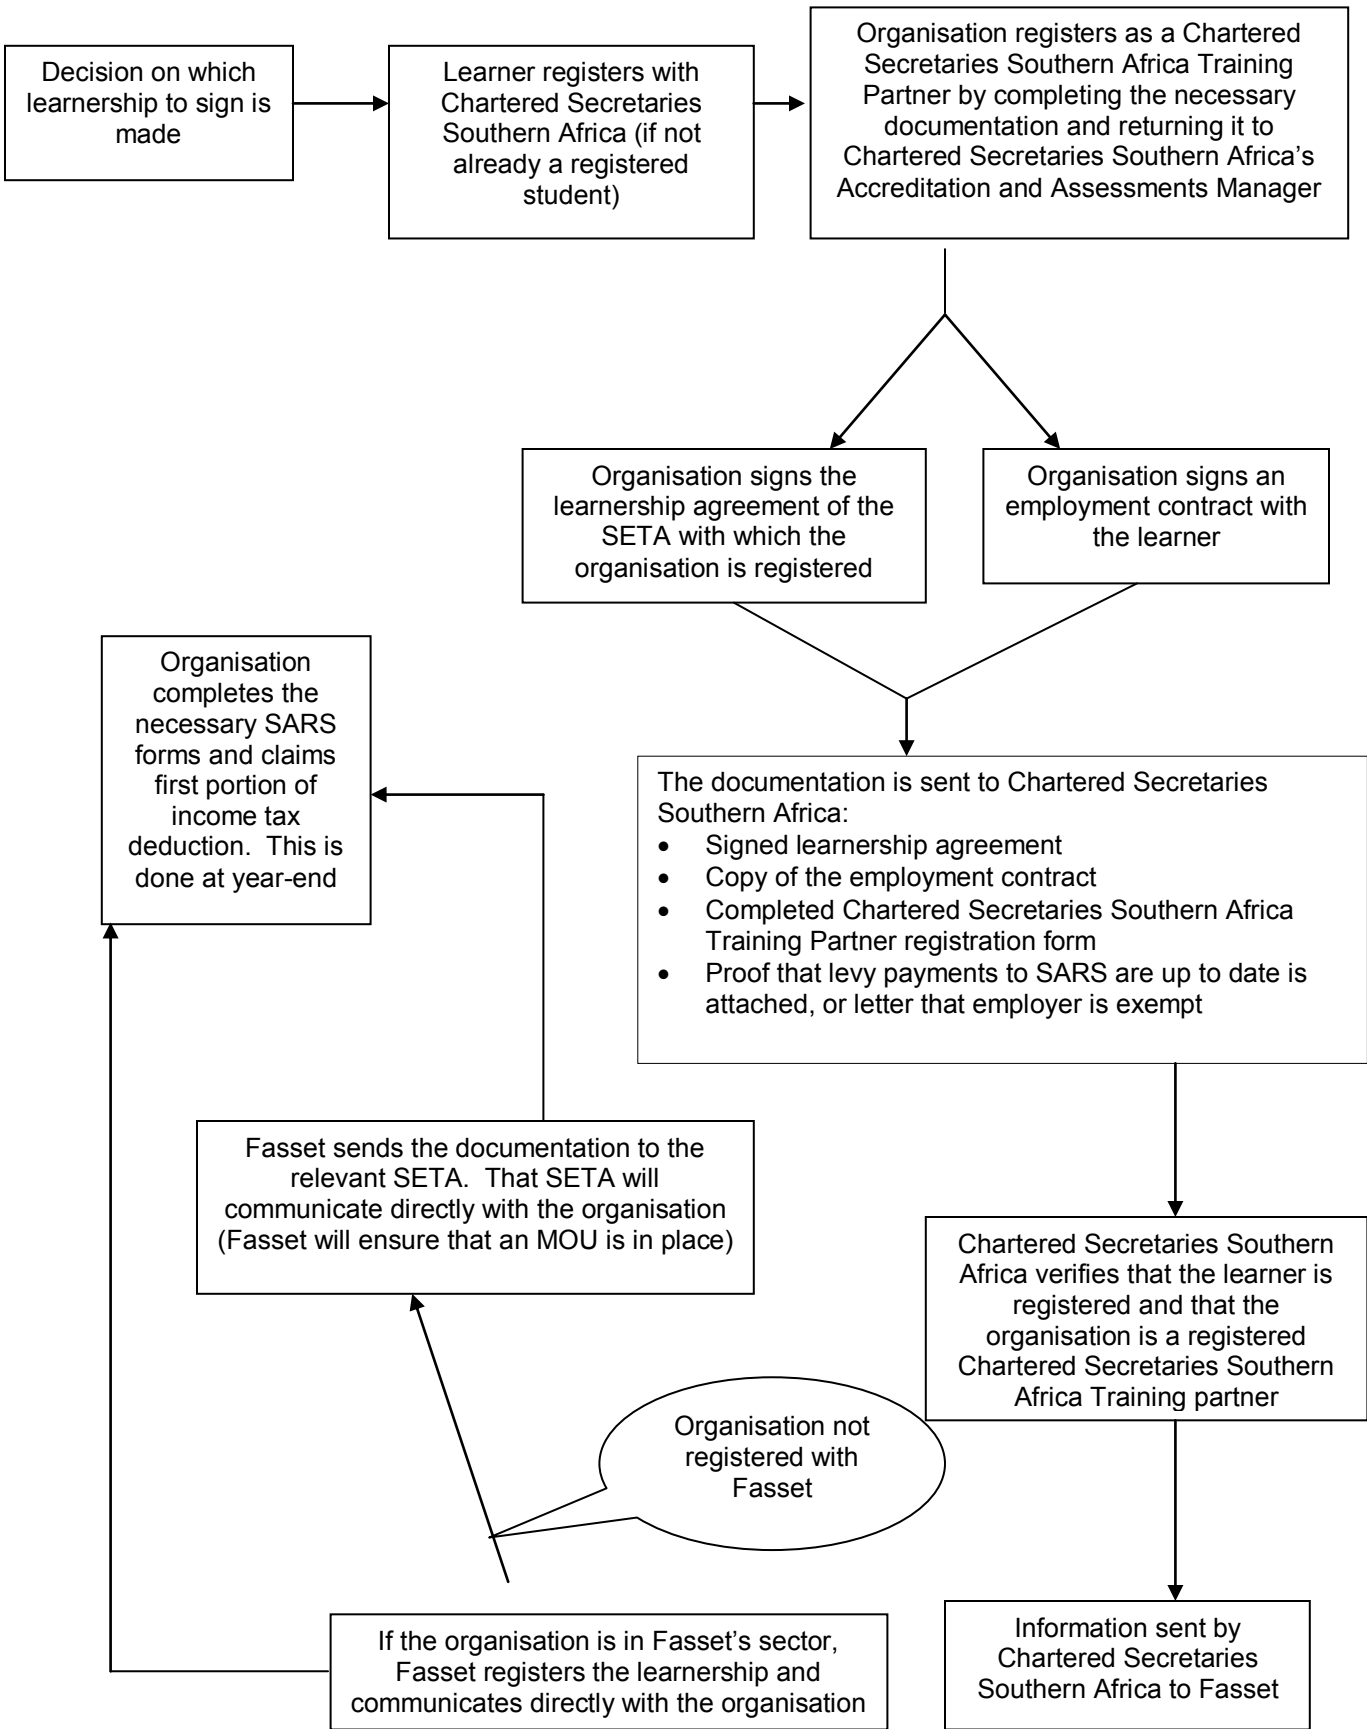 Decision on which
learnership to sign is
made
Learner registers with
Chartered Secretaries
Southern Africa (if not
already a registered
student)
Organisation registers as a Chartered
Secretaries Southern Africa Training
Partner by completing the necessary
documentation and returning it to
Chartered Secretaries Southern Africa’s
Accreditation and Assessments Manager
Organisation signs the
learnership agreement of the
SETA with which the
organisation is registered
Organisation signs an
employment contract with
the learner
Organisation
completes the
necessary SARS
forms and claims
first portion of
income tax
deduction.  This is
done at year-end
The documentation is sent to Chartered Secretaries
Southern Africa:
• Signed learnership agreement
• Copy of the employment contract
• Completed Chartered Secretaries Southern Africa
Training Partner registration form
• Proof that levy payments to SARS are up to date is
attached, or letter that employer is exempt
Fasset sends the documentation to the
relevant SETA.  That SETA will
communicate directly with the organisation
(Fasset will ensure that an MOU is in place)
Chartered Secretaries Southern
Africa verifies that the learner is
registered and that the
organisation is a registered
Chartered Secretaries Southern
Africa Training partner
Organisation not
registered with
Fasset
If the organisation is in Fasset’s sector,
Fasset registers the learnership and
communicates directly with the organisation
Information sent by
Chartered Secretaries
Southern Africa to Fasset